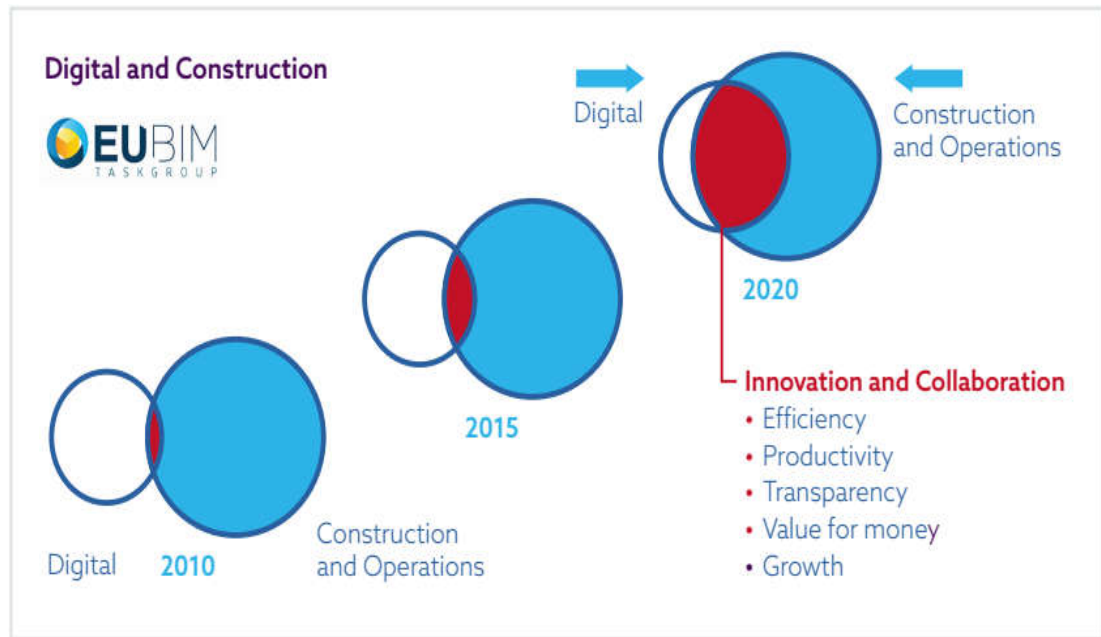 Digital and Construction
EUBIM
TASKGROUP
Digital
Construction
and Operations
2020
Innovation and Collaboration
• Efficiency
• Productivity
• Transparency
• Value for money
• Growth
2015
Digital
2010
Construction
and Operations